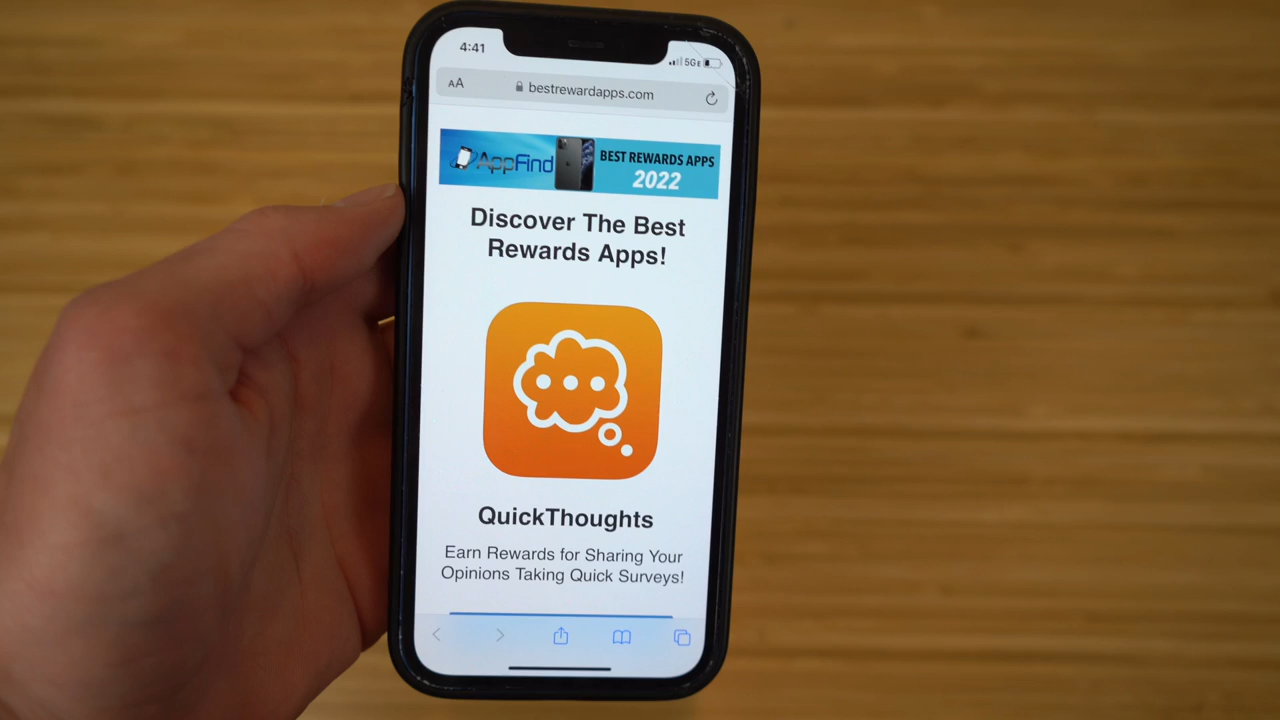 4:41
5GE
AA
bestrewardapps.com
AppFind
BEST REWARDS APPS
2022
Discover The Best
Rewards Apps!
QuickThoughts
Earn Rewards for Sharing Your
Opinions Taking Quick Surveys!